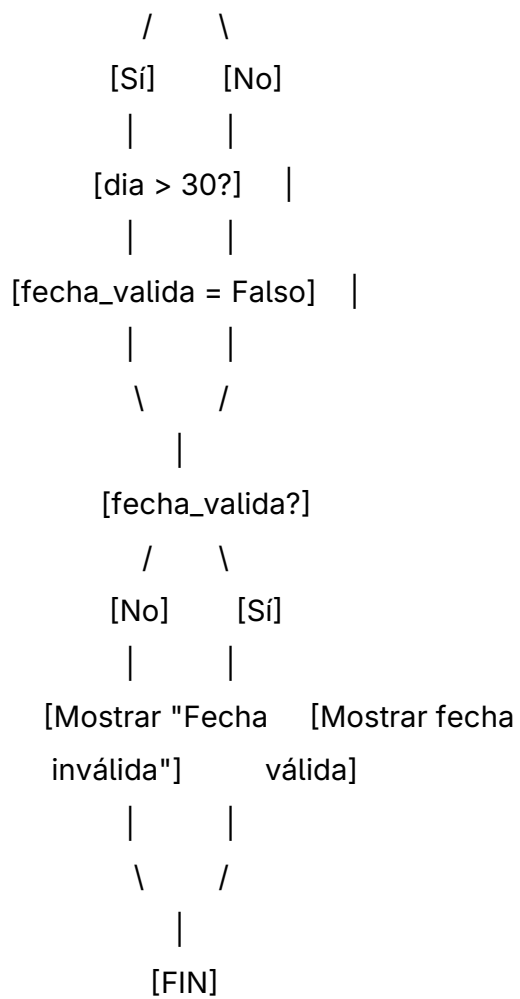 / \
[Sí] [No]
| |
[dia > 30?] |
| |
[fecha_valida = Falso] |
| |
\ /
|
[fecha_valida?]
/ \
[No] [Sí]
| |
[Mostrar "Fecha [Mostrar fecha
inválida"] válida]
| |
\ /
|
[FIN]